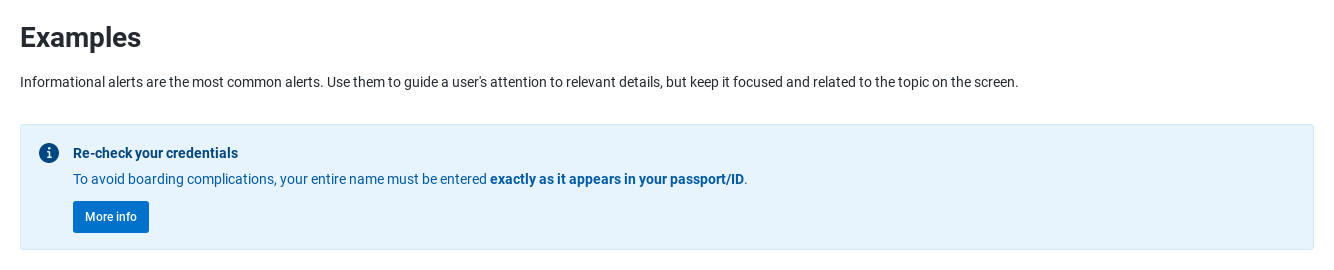 Examples
Informational alerts are the most common alerts. Use them to guide a user's attention to relevant details, but keep it focused and related to the topic on the screen.
Re-check your credentials
To avoid boarding complications, your entire name must be entered exactly as it appears in your passport/ID.
More info